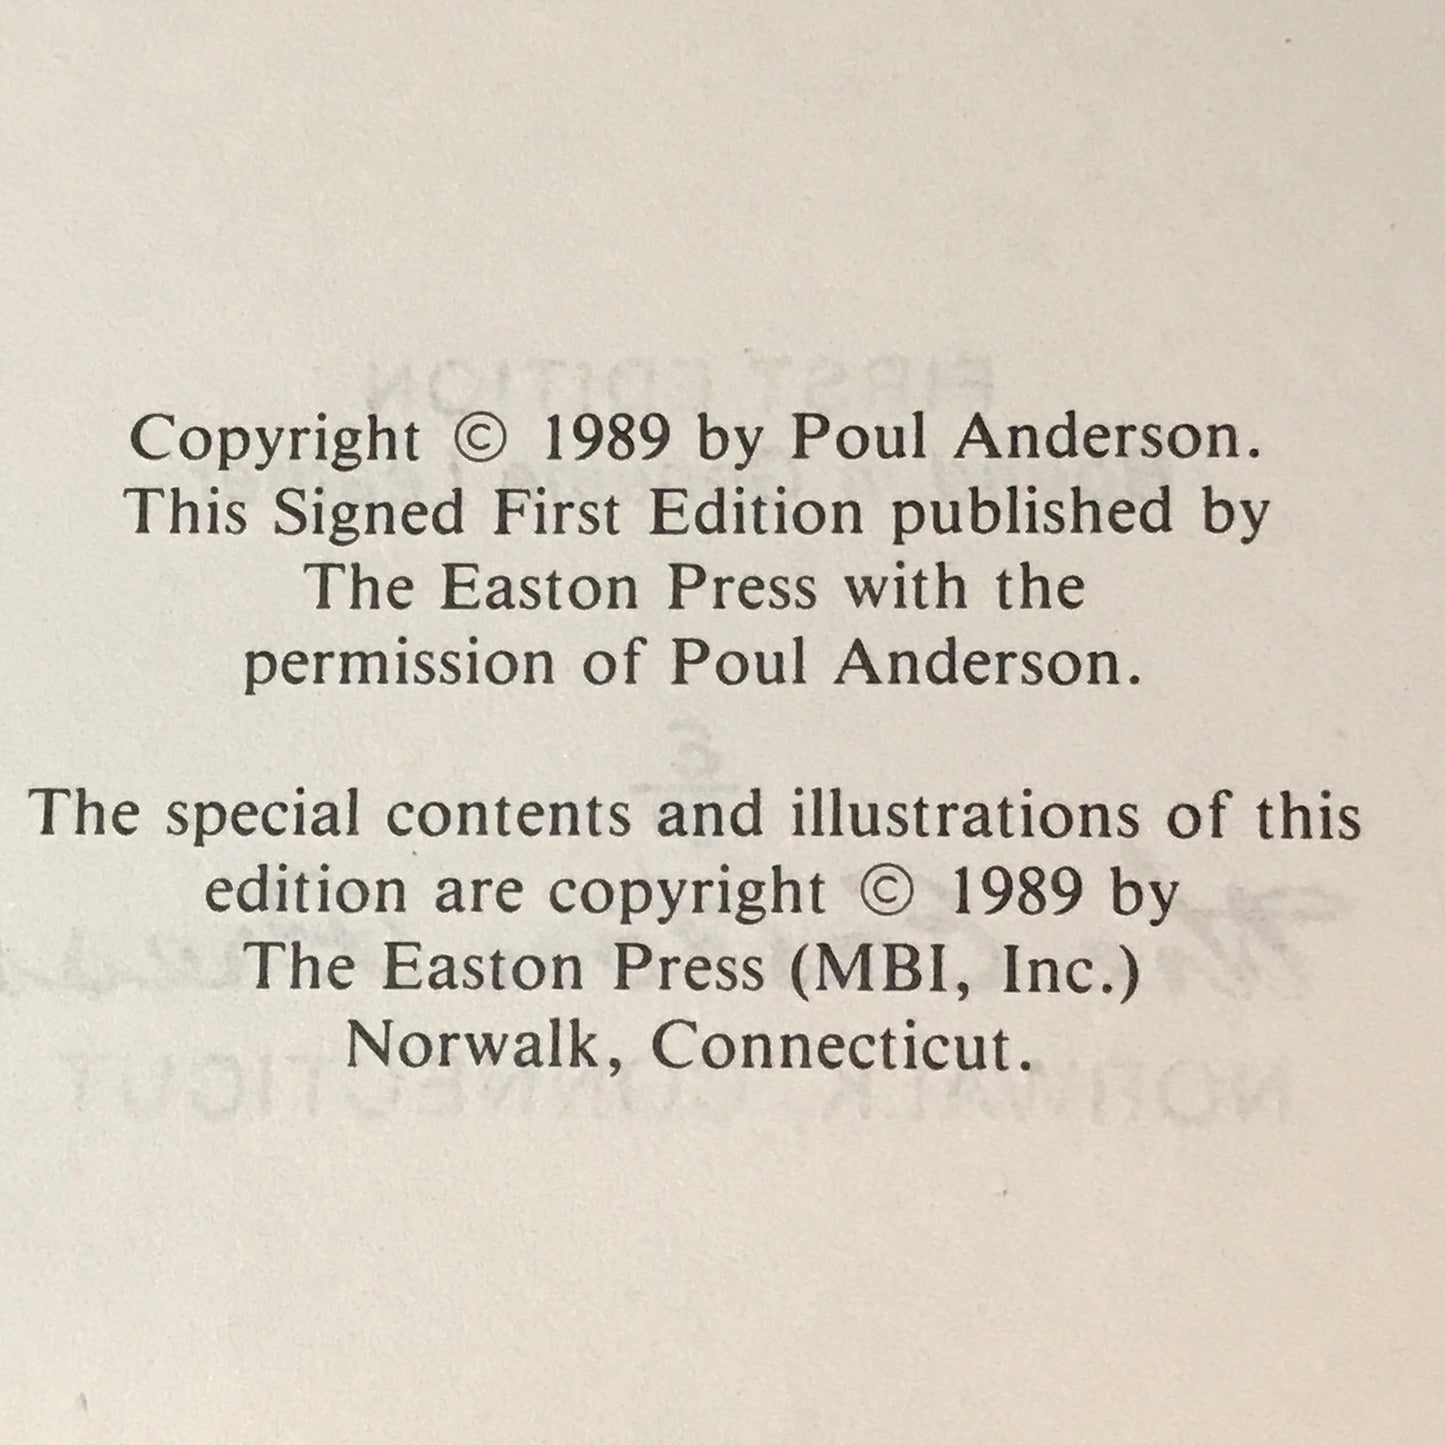 Copyright © 1989 by Poul Anderson.
This Signed First Edition published by
The Easton Press with the
permission of Poul Anderson.
The special contents and illustrations of this
edition are copyright © 1989 by
The Easton Press (MBI, Inc.)
Norwalk, Connecticut.